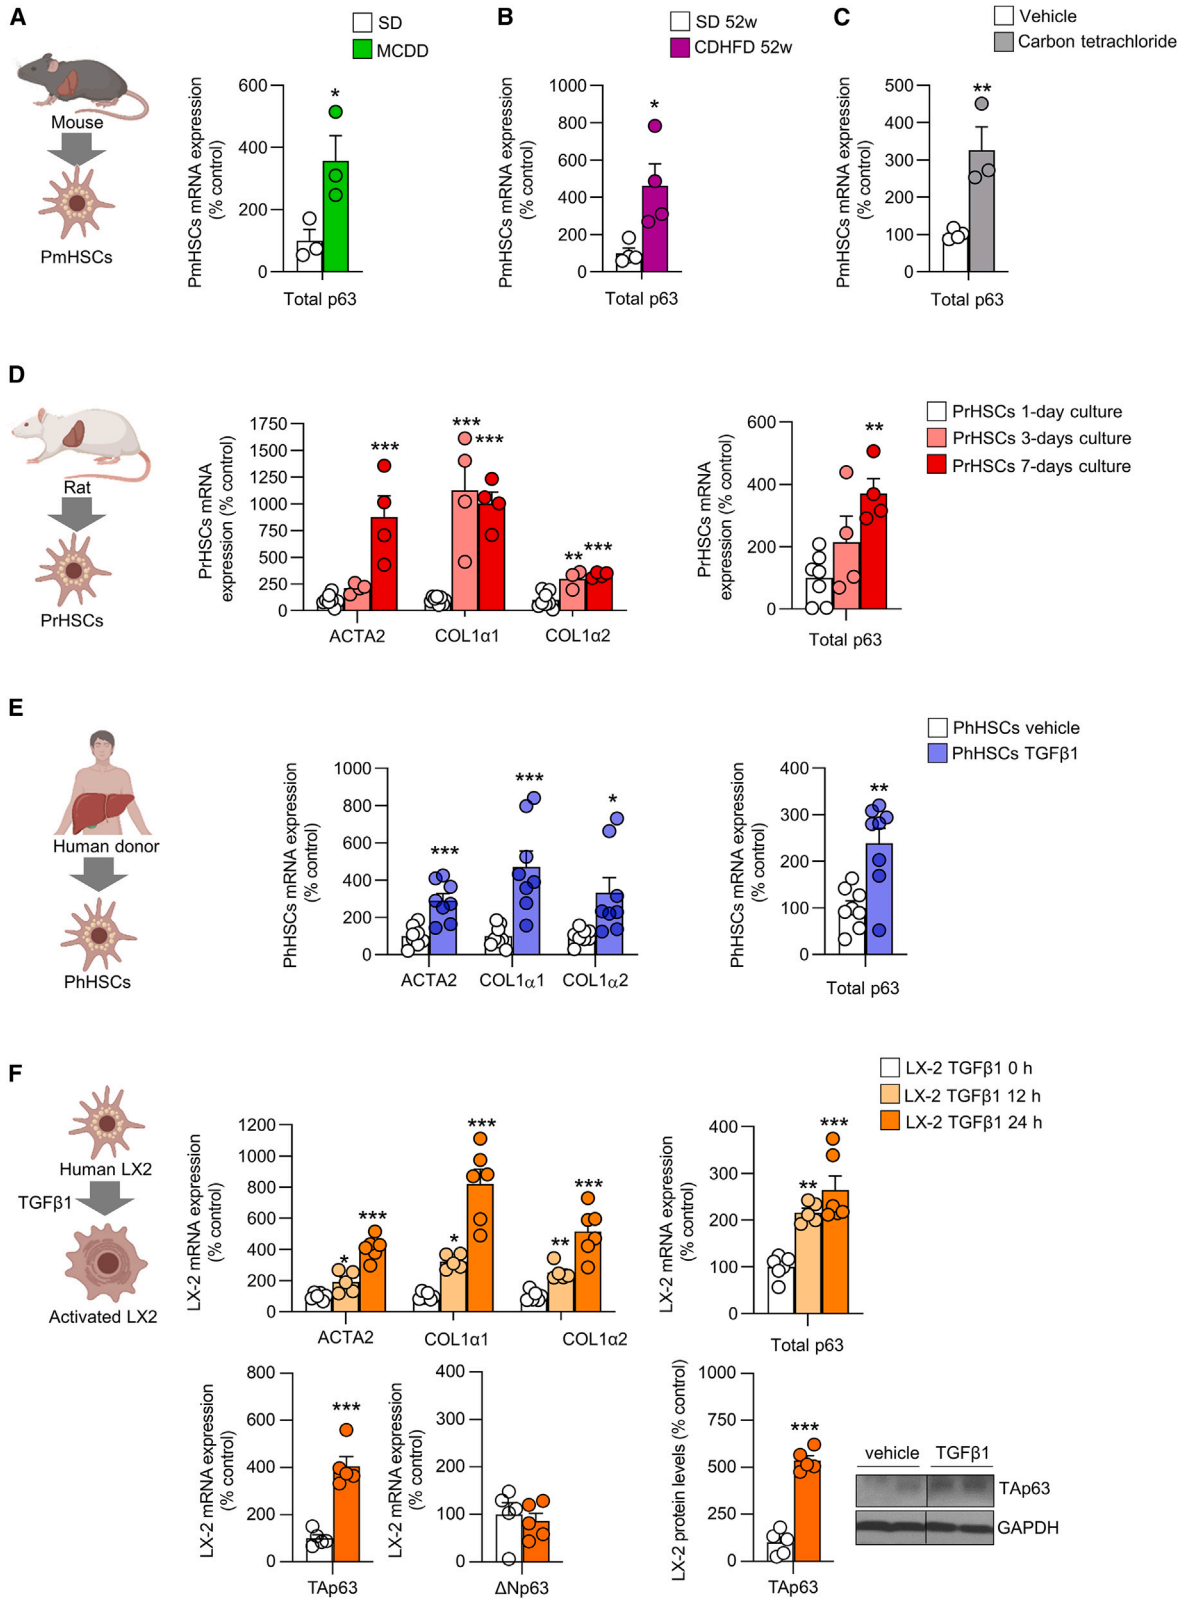 A
Mouse
PmHSCs
SD
MCDD
PmHSCs mRNA expression
(% control)
600
400
200
0
*
Total p63
B
SD 52w
CDHFD 52w
PmHSCs mRNA expression
(% control)
1000
800
600
400
200
0
*
Total p63
C
Vehicle
Carbon tetrachloride
PmHSCs mRNA expression
(% control)
500
400
300
200
100
0
**
Total p63
D
Rat
PrHSCs
PrHSCs mRNA
expression (% control)
1750
1500
1250
1000
750
500
250
0
***
***
***
**
***
ACTA2
COL1α1
COL1α2
PrHSCs mRNA
expression (% control)
600
400
200
0
**
Total p63
PrHSCs 1-day culture
PrHSCs 3-days culture
PrHSCs 7-days culture
E
Human donor
PhHSCs
PhHSCs mRNA expression
(% control)
1000
800
600
400
200
0
***
***
*
ACTA2
COL1α1
COL1α2
PhHSCs mRNA expression
(% control)
400
300
200
100
0
**
Total p63
PhHSCs vehicle
PhHSCs TGFβ1
F
Human LX2
TGFβ1
Activated LX2
LX-2 mRNA expression
(% control)
1200
1000
800
600
400
200
0
*
***
*
***
**
***
ACTA2
COL1α1
COL1α2
LX-2 mRNA expression
(% control)
400
300
200
100
0
**
***
Total p63
LX-2 TGFβ1 0 h
LX-2 TGFβ1 12 h
LX-2 TGFβ1 24 h
LX-2 mRNA expression
(% control)
800
600
400
200
0
***
TAp63
LX-2 mRNA expression
(% control)
400
300
200
100
0
ΔNp63
LX-2 protein levels (% control)
1000
750
500
250
0
***
TAp63
vehicle
TGFβ1
TAp63
GAPDH